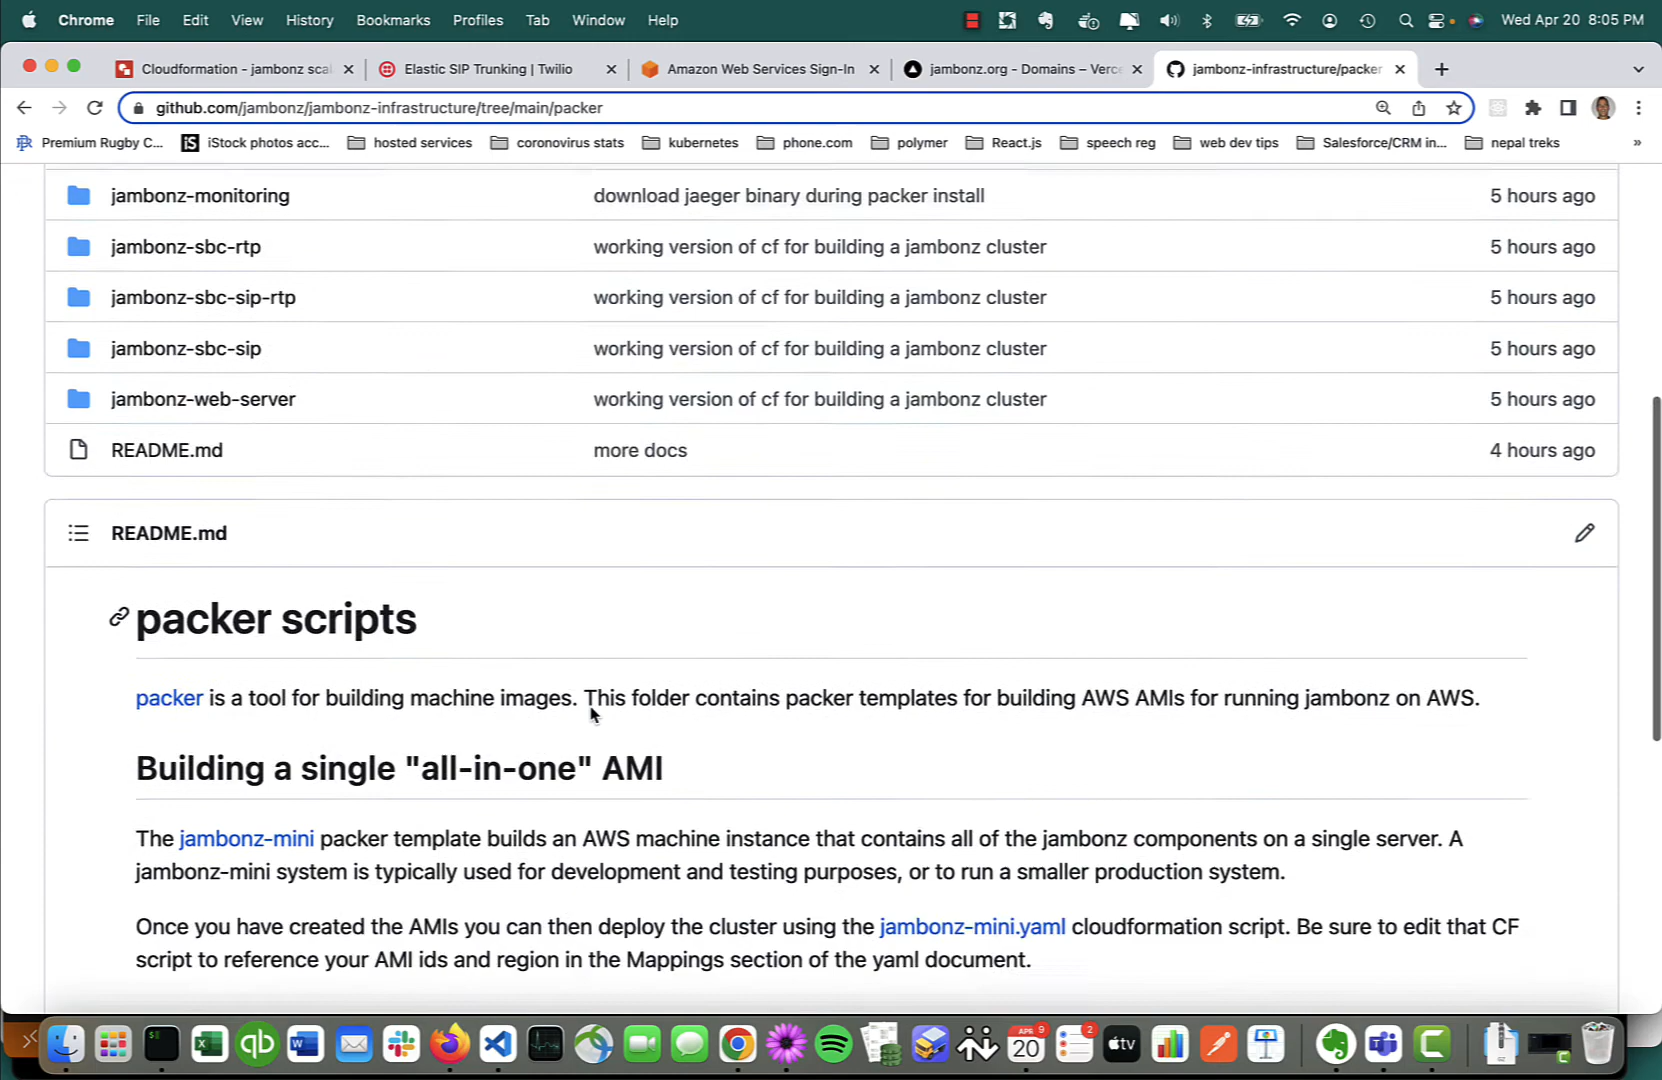 Chrome File Edit View History Bookmarks Profiles Tab Window Help Wed Apr 20 8:05 PM
Cloudformation - jambonz sca Elastic SIP Trunking | Twilio Amazon Web Services Sign-In jambonz.org - Domains – Verce jambonz-infrastructure/packer
github.com/jambonz/jambonz-infrastructure/tree/main/packer
Premium Rugby C... iS iStock photos acc... hosted services coronovirus stats kubernetes phone.com polymer React.js speech reg web dev tips Salesforce/CRM in... nepal treks »
jambonz-monitoring download jaeger binary during packer install 5 hours ago
jambonz-sbc-rtp working version of cf for building a jambonz cluster 5 hours ago
jambonz-sbc-sip-rtp working version of cf for building a jambonz cluster 5 hours ago
jambonz-sbc-sip working version of cf for building a jambonz cluster 5 hours ago
jambonz-web-server working version of cf for building a jambonz cluster 5 hours ago
README.md more docs 4 hours ago
README.md
packer scripts
packer is a tool for building machine images. This folder contains packer templates for building AWS AMIs for running jambonz on AWS.
Building a single "all-in-one" AMI
The jambonz-mini packer template builds an AWS machine instance that contains all of the jambonz components on a single server. A
jambonz-mini system is typically used for development and testing purposes, or to run a smaller production system.
Once you have created the AMIs you can then deploy the cluster using the jambonz-mini.yaml cloudformation script. Be sure to edit that CF
script to reference your AMI ids and region in the Mappings section of the yaml document.
qb W APR 20 9 2 tv